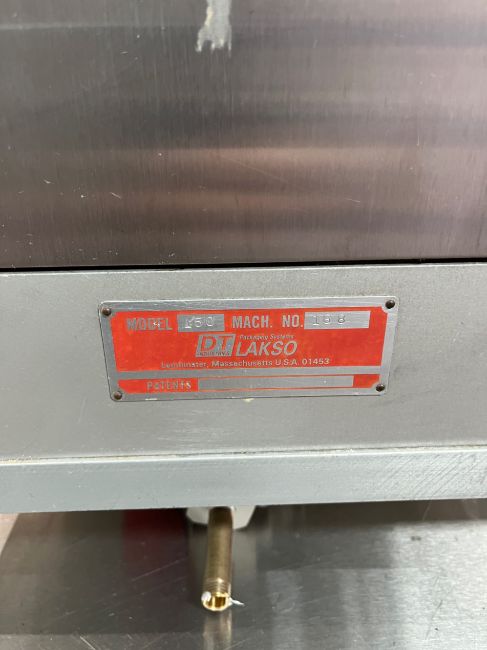 MODEL 150 MACH. NO. 198
DT INDUSTRIES Packaging Systems
LAKSO
Leominster, Massachusetts U.S.A. 01453
PATENTS